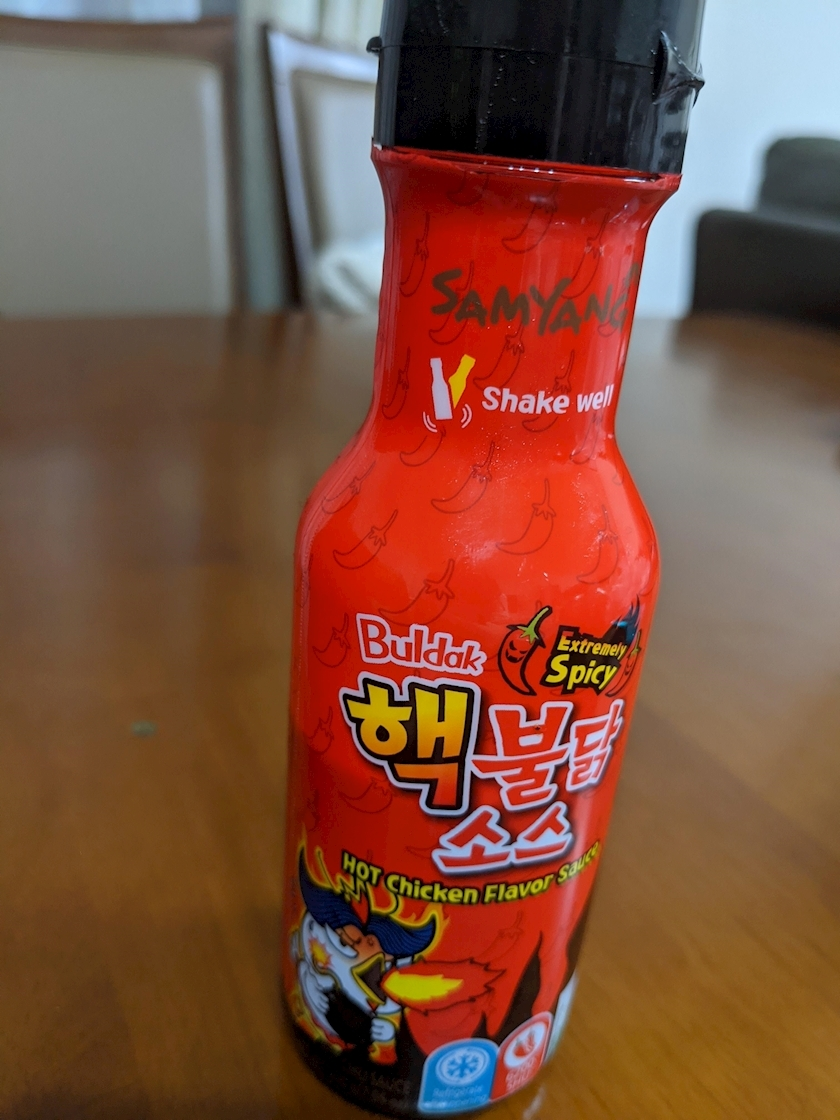 SAMYANG
Shake well
Buldak
Extremely
Spicy
핵불닭
소스
HOT Chicken Flavor Sauce